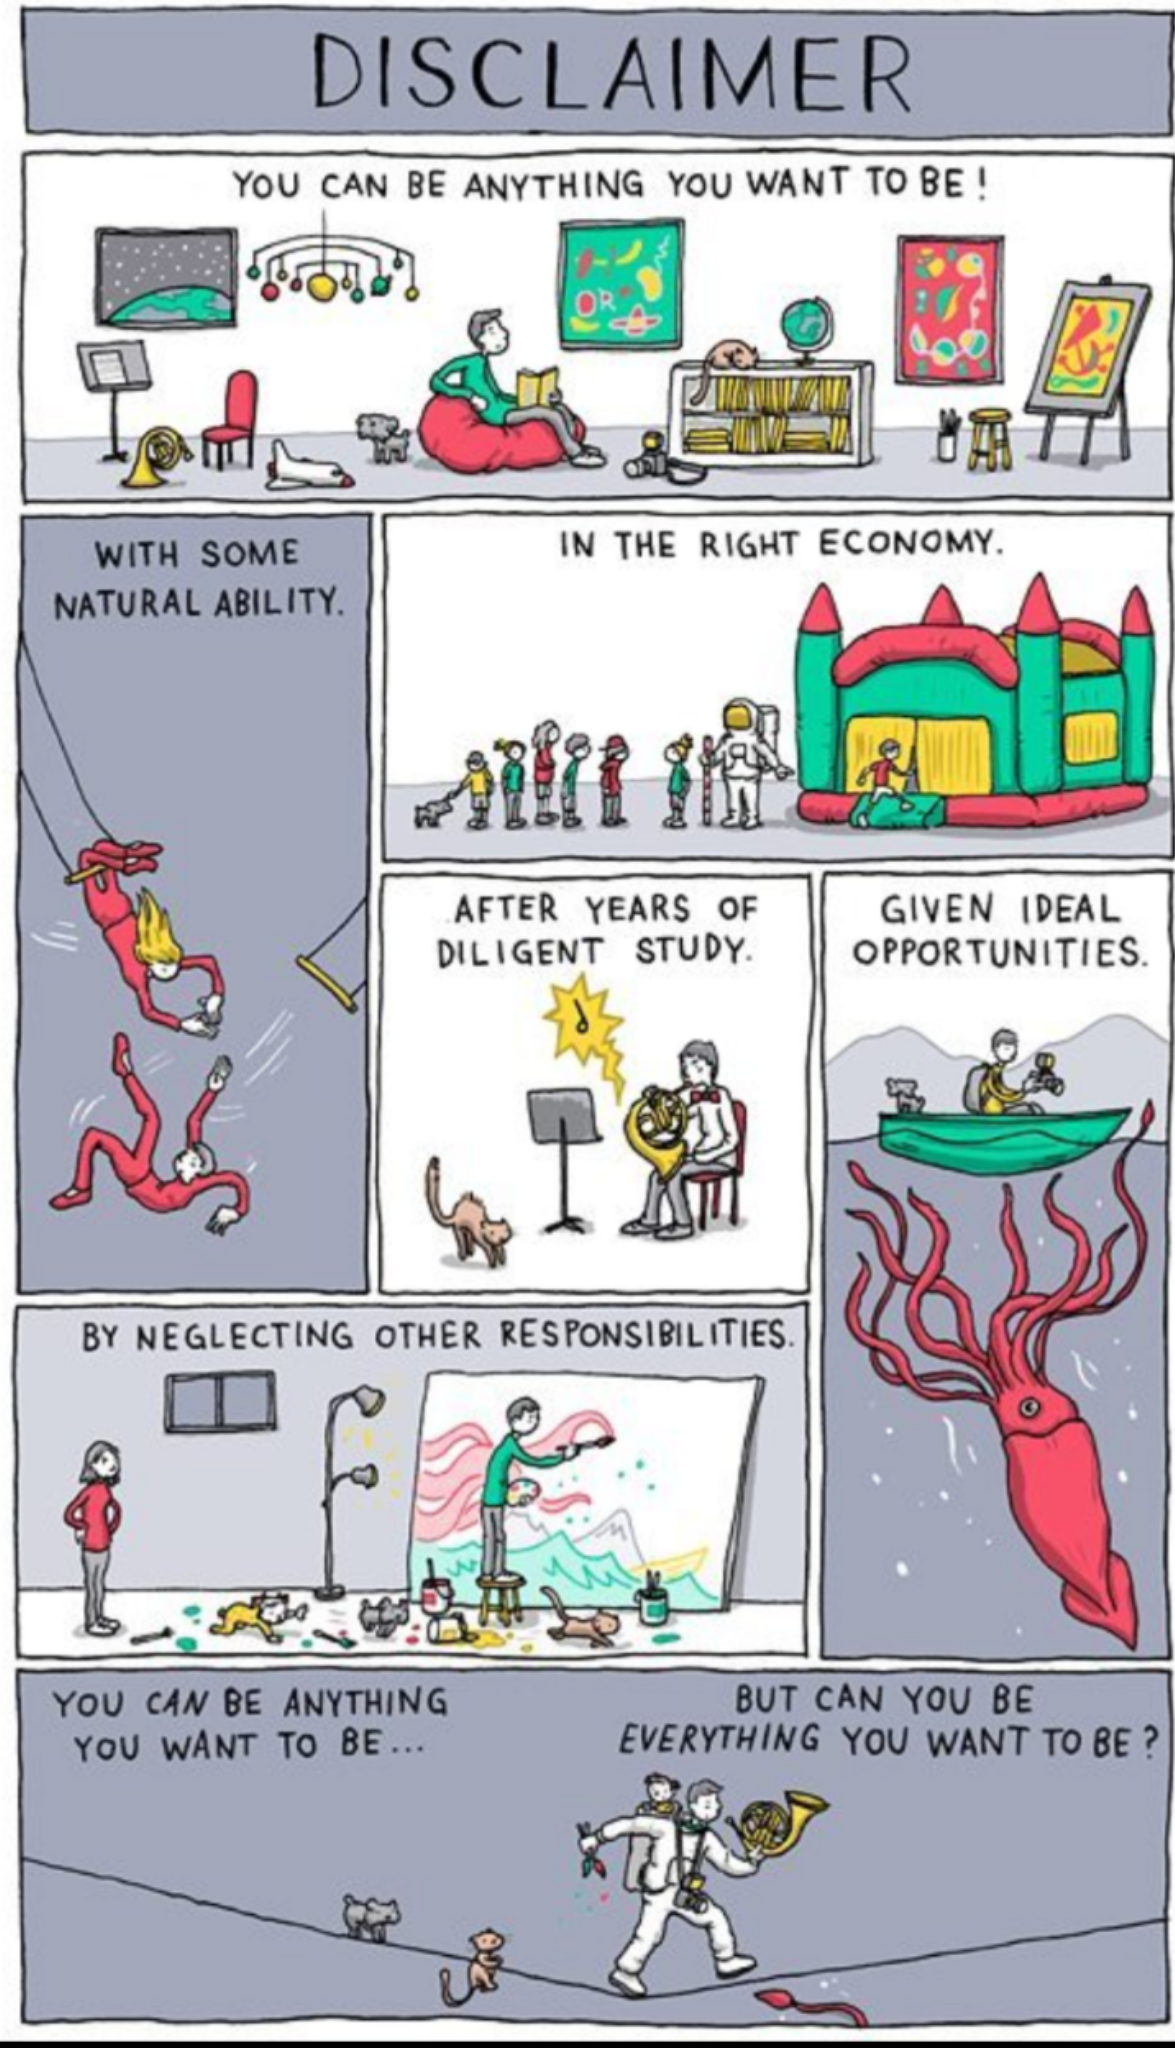 DISCLAIMER
YOU CAN BE ANYTHING YOU WANT TO BE!
OR
WITH SOME
NATURAL ABILITY.
IN THE RIGHT ECONOMY.
AFTER YEARS OF
DILIGENT STUDY.
GIVEN IDEAL
OPPORTUNITIES.
BY NEGLECTING OTHER RESPONSIBILITIES.
YOU CAN BE ANYTHING
YOU WANT TO BE...
BUT CAN YOU BE
EVERYTHING YOU WANT TO BE?